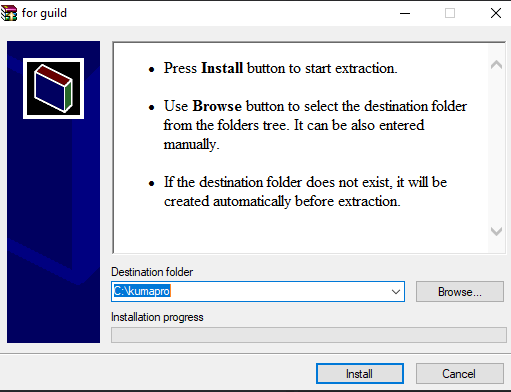 for guild
Press Install button to start extraction.
Use Browse button to select the destination folder
from the folders tree. It can be also entered
manually.
If the destination folder does not exist, it will be
created automatically before extraction.
Destination folder
C:\kumapro
Browse...
Installation progress
Install
Cancel